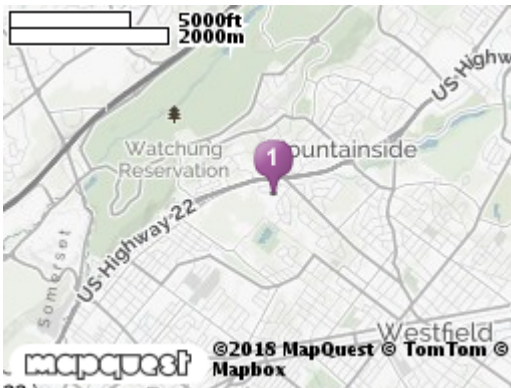 5000ft
2000m
US Highw
Watchung
Reservation
1
ountainside
US Highway 22
Somerset
Westfield
mapquest
©2018 MapQuest © TomTom ©
Mapbox